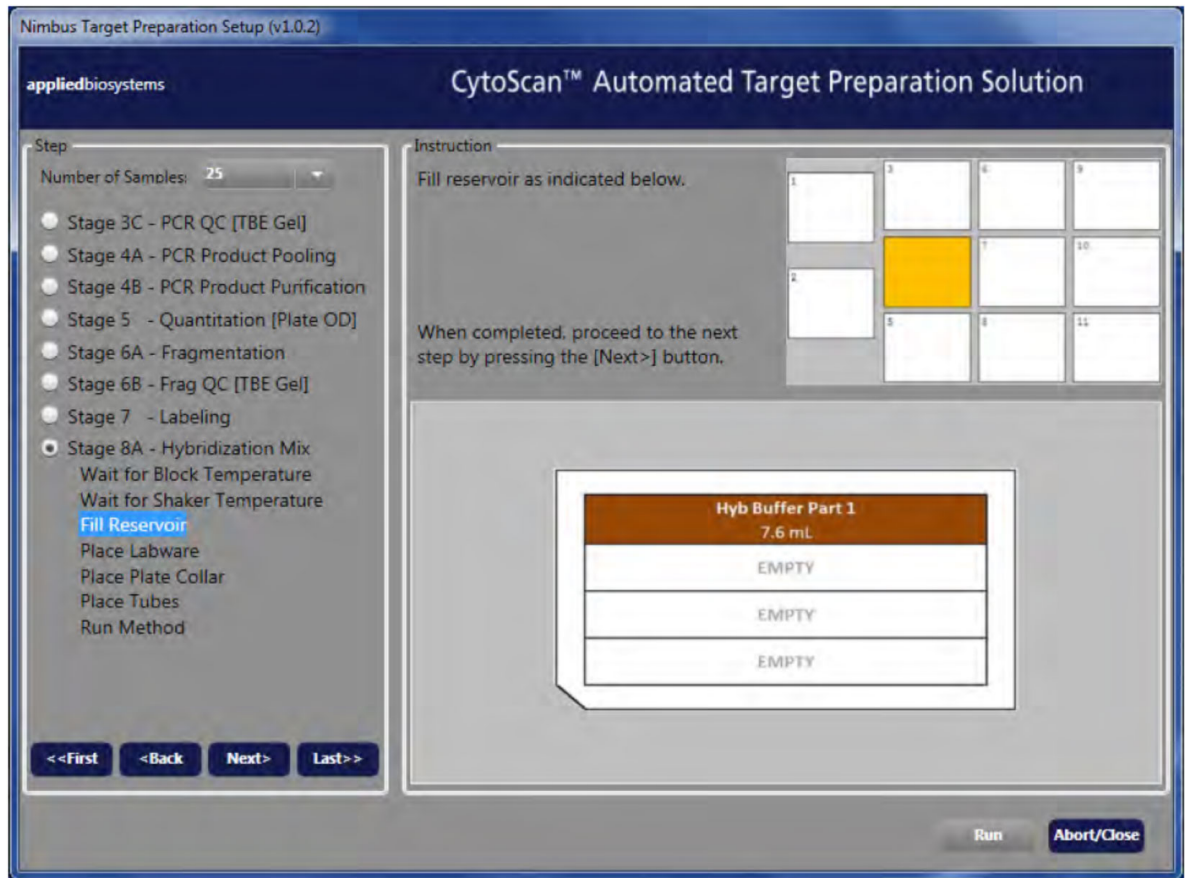 Nimbus Target Preparation Setup (v1.0.2)
appliedbiosystems
CytoScan™ Automated Target Preparation Solution
Step
Number of Samples: 25
Stage 3C - PCR QC [TBE Gel]
Stage 4A - PCR Product Pooling
Stage 4B - PCR Product Purification
Stage 5 - Quantitation [Plate OD]
Stage 6A - Fragmentation
Stage 6B - Frag QC [TBE Gel]
Stage 7 - Labeling
Stage 8A - Hybridization Mix
Wait for Block Temperature
Wait for Shaker Temperature
Fill Reservoir
Place Labware
Place Plate Collar
Place Tubes
Run Method
<<First
<Back
Next>
Last>>
Instruction
Fill reservoir as indicated below.
When completed, proceed to the next
step by pressing the [Next>] button.
1
3
6
9
2
7
10
5
8
11
Hyb Buffer Part 1
7.6 mL
EMPTY
EMPTY
EMPTY
Run
Abort/Close